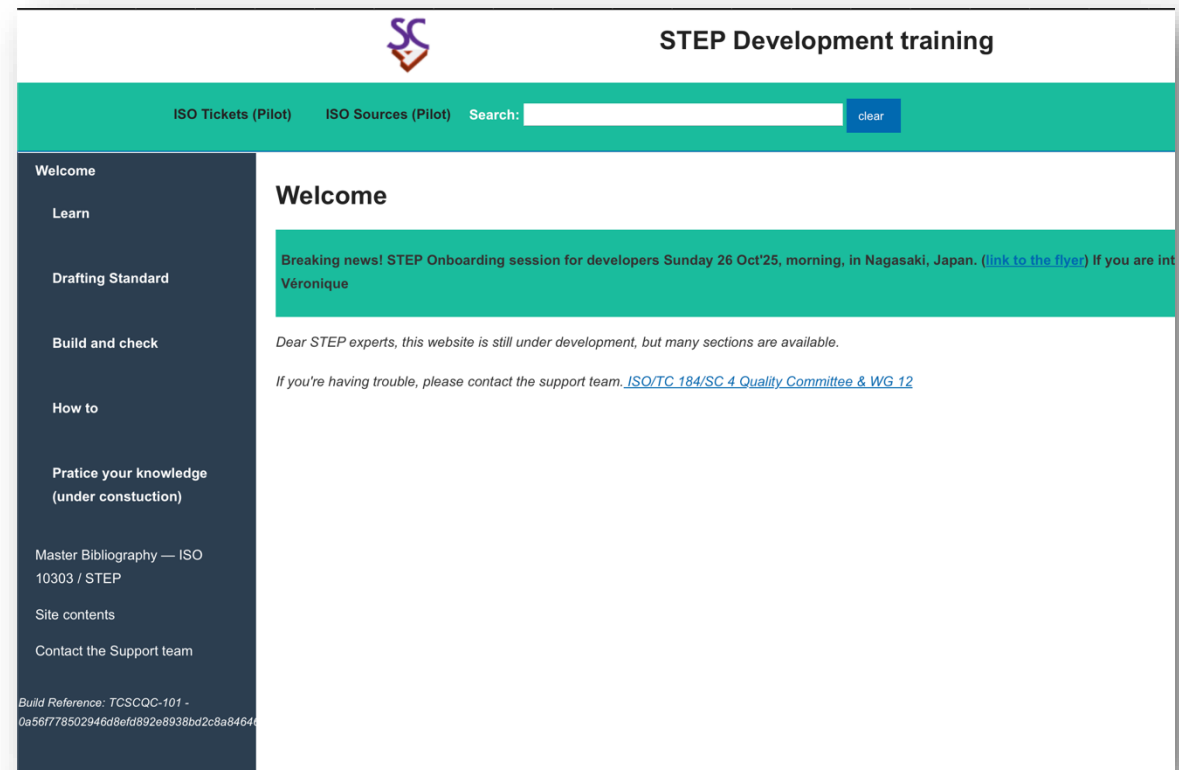 SC
STEP Development training
ISO Tickets (Pilot) ISO Sources (Pilot) Search: clear
Welcome
Learn
Drafting Standard
Build and check
How to
Pratice your knowledge
(under constuction)
Master Bibliography — ISO
10303 / STEP
Site contents
Contact the Support team
Build Reference: TCSCQC-101 -
0a56f778502946d8efd892e8938bd2c8a8464
Welcome
Breaking news! STEP Onboarding session for developers Sunday 26 Oct'25, morning, in Nagasaki, Japan. (link to the flyer) If you are int
Véronique
Dear STEP experts, this website is still under development, but many sections are available.
If you're having trouble, please contact the support team. ISO/TC 184/SC 4 Quality Committee & WG 12